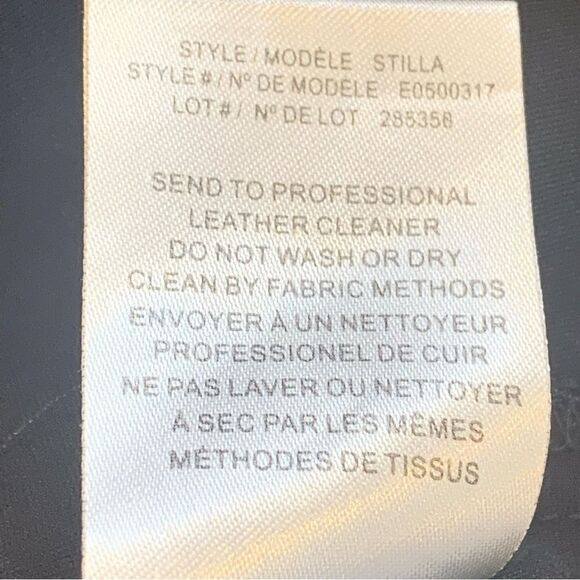 STYLE / MODÈLE STILLA
STYLE # / Nº DE MODÈLE E0500317
LOT # / Nº DE LOT 285358
SEND TO PROFESSIONAL
LEATHER CLEANER
DO NOT WASH OR DRY
CLEAN BY FABRIC METHODS
ENVOYER À UN NETTOYEUR
PROFESSIONEL DE CUIR
NE PAS LAVER OU NETTOYER
À SEC PAR LES MÊMES
MÉTHODES DE TISSUS